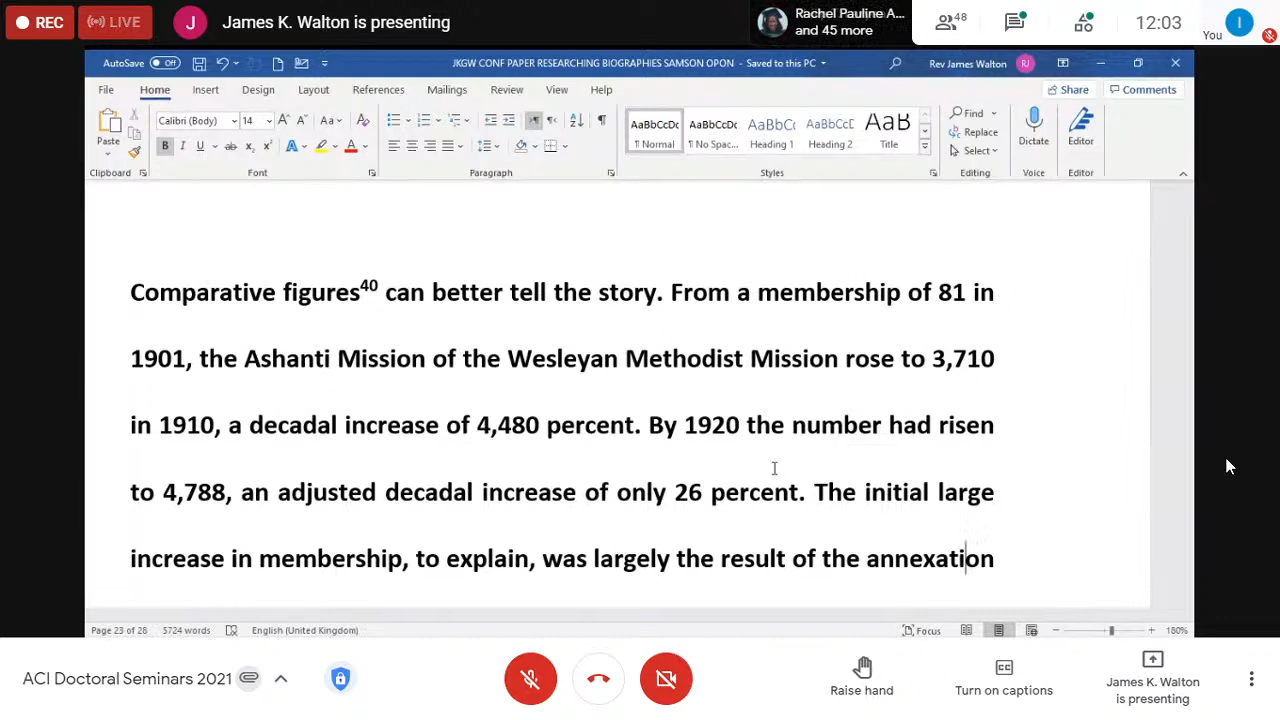 REC
LIVE
J
James K. Walton is presenting
Rachel Pauline A...
and 45 more
48
12:03
You
I
AutoSave Off
JKGW CONF PAPER RESEARCHING BIOGRAPHIES SAMSON OPON - Saved to this PC
Rev James Walton RJ
File Home Insert Draw Design Layout References Mailings Review View Help
Share Comments
Paste
Calibri (Body) 14
Aa
B I U ab x₂ x²
AaBbCcDc AaBbCcDc AaBbCc AaBbCcD AaB
¶ Normal ¶ No Spac... Heading 1 Heading 2 Title
Find
Replace
Select
Dictate
Editor
Clipboard Font Paragraph Styles Editing Voice Editor
Comparative figures40 can better tell the story. From a membership of 81 in
1901, the Ashanti Mission of the Wesleyan Methodist Mission rose to 3,710
in 1910, a decadal increase of 4,480 percent. By 1920 the number had risen
to 4,788, an adjusted decadal increase of only 26 percent. The initial large
increase in membership, to explain, was largely the result of the annexation
Page 23 of 28 5724 words English (United Kingdom) Focus 180%
ACI Doctoral Seminars 2021
Raise hand
CC
Turn on captions
James K. Walton
is presenting